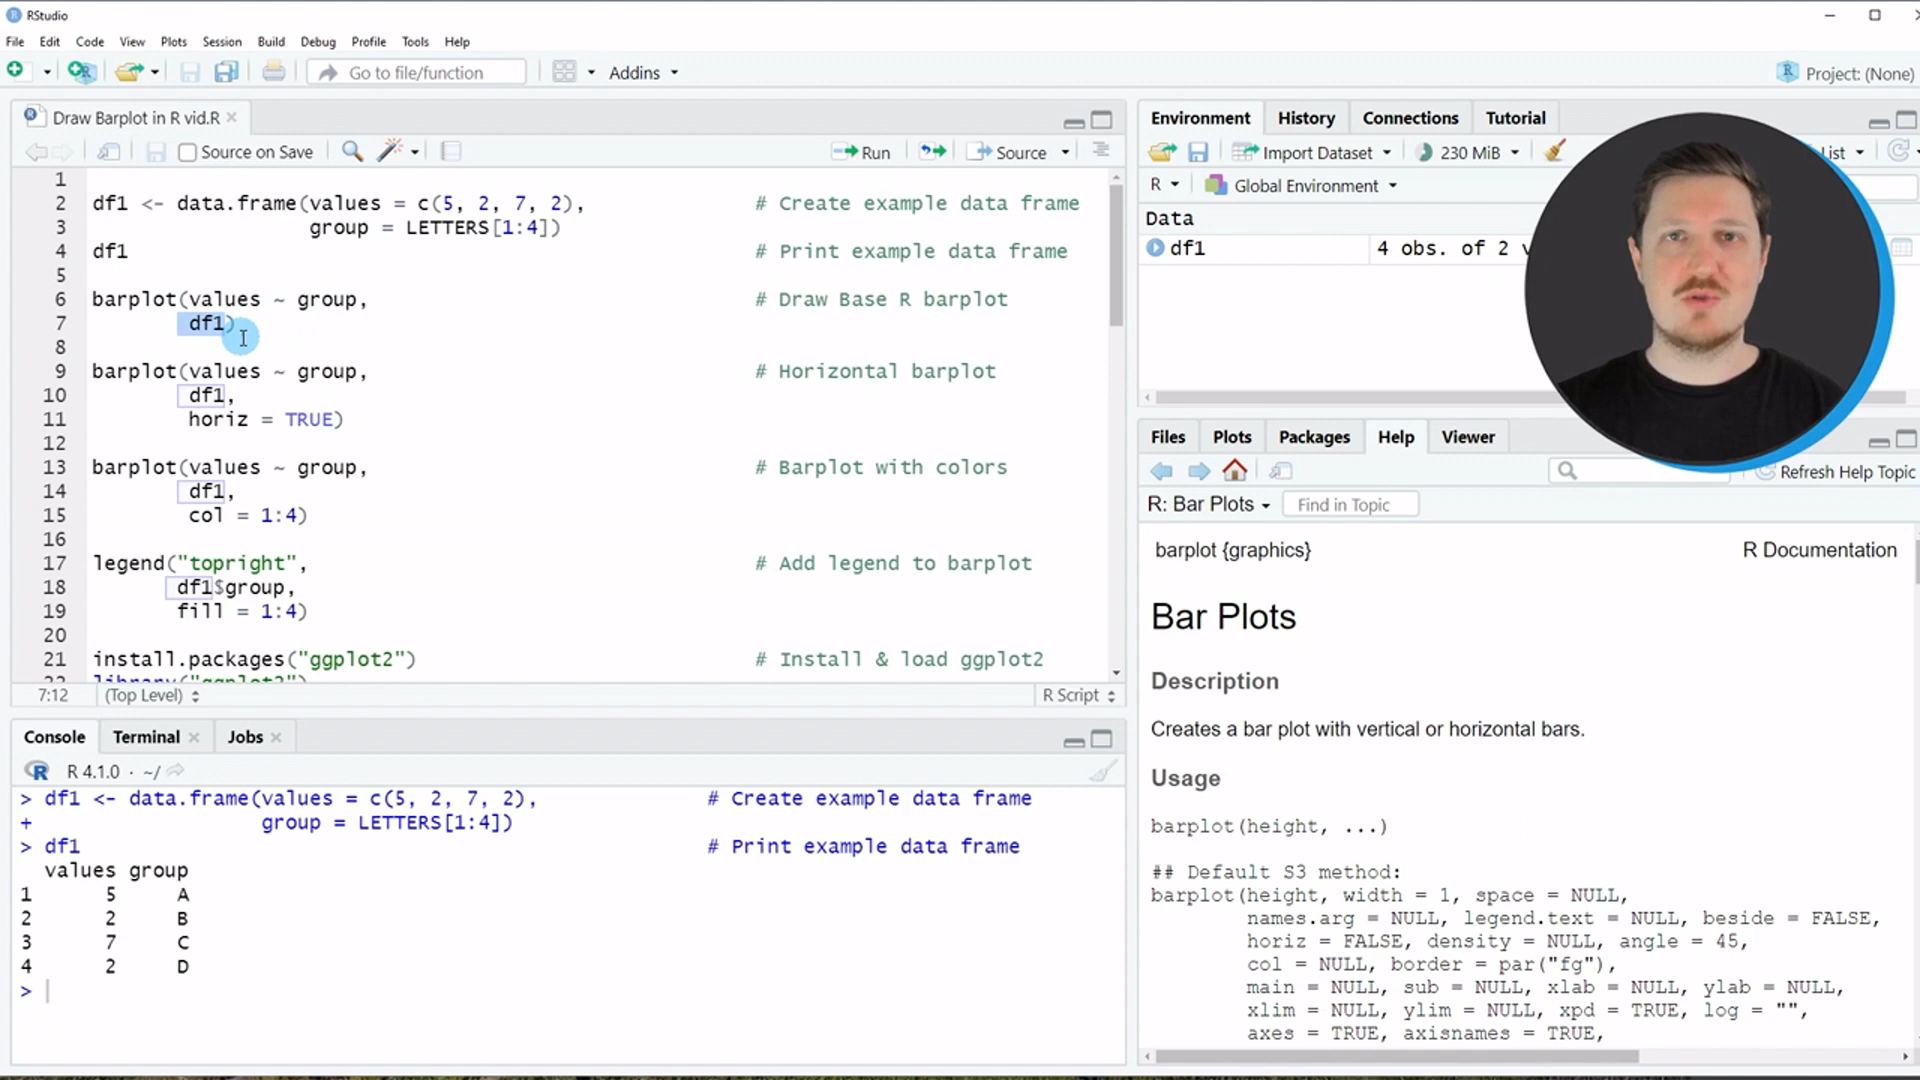 RStudio
File Edit Code View Plots Session Build Debug Profile Tools Help
Go to file/function Addins Project: (None)
Draw Barplot in R vid.R
Source on Save Run Source
1
2 df1 <- data.frame(values = c(5, 2, 7, 2), # Create example data frame
3 group = LETTERS[1:4])
4 df1 # Print example data frame
5
6 barplot(values ~ group, # Draw Base R barplot
7 df1)
8
9 barplot(values ~ group, # Horizontal barplot
10 df1,
11 horiz = TRUE)
12
13 barplot(values ~ group, # Barplot with colors
14 df1,
15 col = 1:4)
16
17 legend("topright", # Add legend to barplot
18 df1$group,
19 fill = 1:4)
20
21 install.packages("ggplot2") # Install & load ggplot2
22 library("ggplot2")
7:12 (Top Level) R Script
Console Terminal Jobs
R 4.1.0 · ~/
> df1 <- data.frame(values = c(5, 2, 7, 2), # Create example data frame
+ group = LETTERS[1:4])
> df1 # Print example data frame
values group
1 5 A
2 2 B
3 7 C
4 2 D
>
Environment History Connections Tutorial
Import Dataset 230 MiB List
R Global Environment
Data
df1 4 obs. of 2 v
Files Plots Packages Help Viewer
Refresh Help Topic
R: Bar Plots Find in Topic
barplot {graphics} R Documentation
Bar Plots
Description
Creates a bar plot with vertical or horizontal bars.
Usage
barplot(height, ...)
## Default S3 method:
barplot(height, width = 1, space = NULL,
names.arg = NULL, legend.text = NULL, beside = FALSE,
horiz = FALSE, density = NULL, angle = 45,
col = NULL, border = par("fg"),
main = NULL, sub = NULL, xlab = NULL, ylab = NULL,
xlim = NULL, ylim = NULL, xpd = TRUE, log = "",
axes = TRUE, axisnames = TRUE,